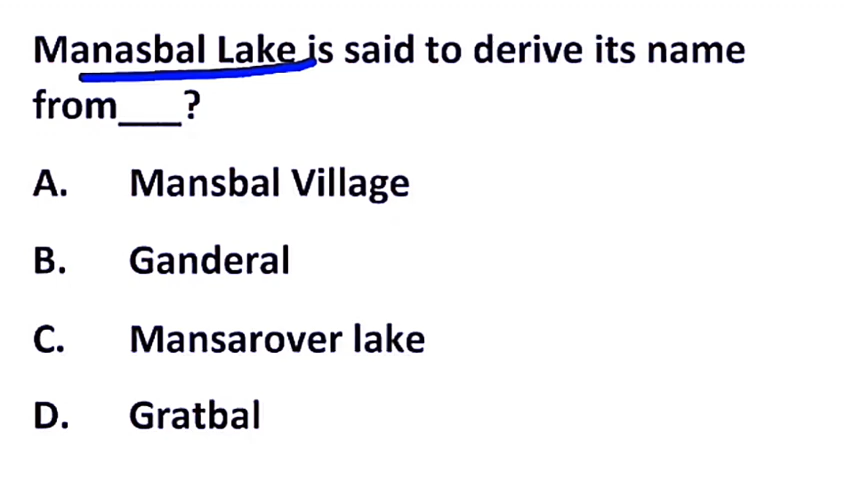 Manasbal Lake is said to derive its name
from___?
A. Mansbal Village
B. Ganderal
C. Mansarover lake
D. Gratbal